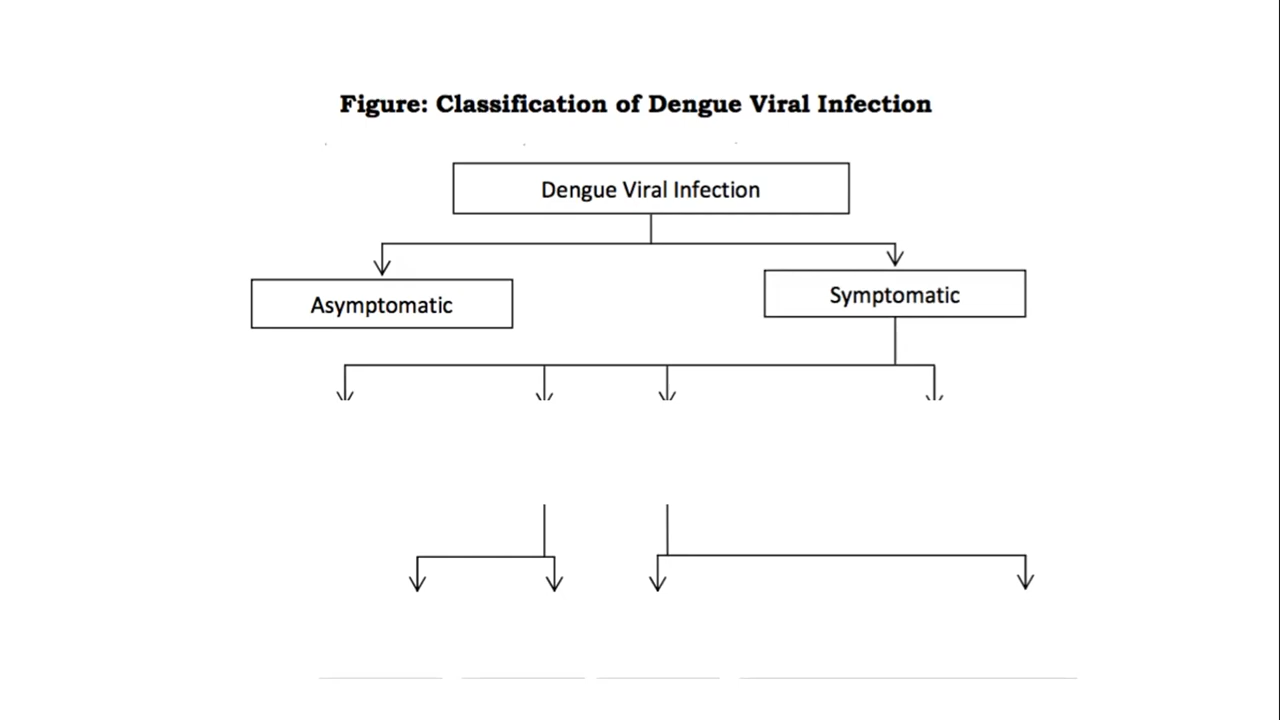 Figure: Classification of Dengue Viral Infection
Dengue Viral Infection
Asymptomatic
Symptomatic